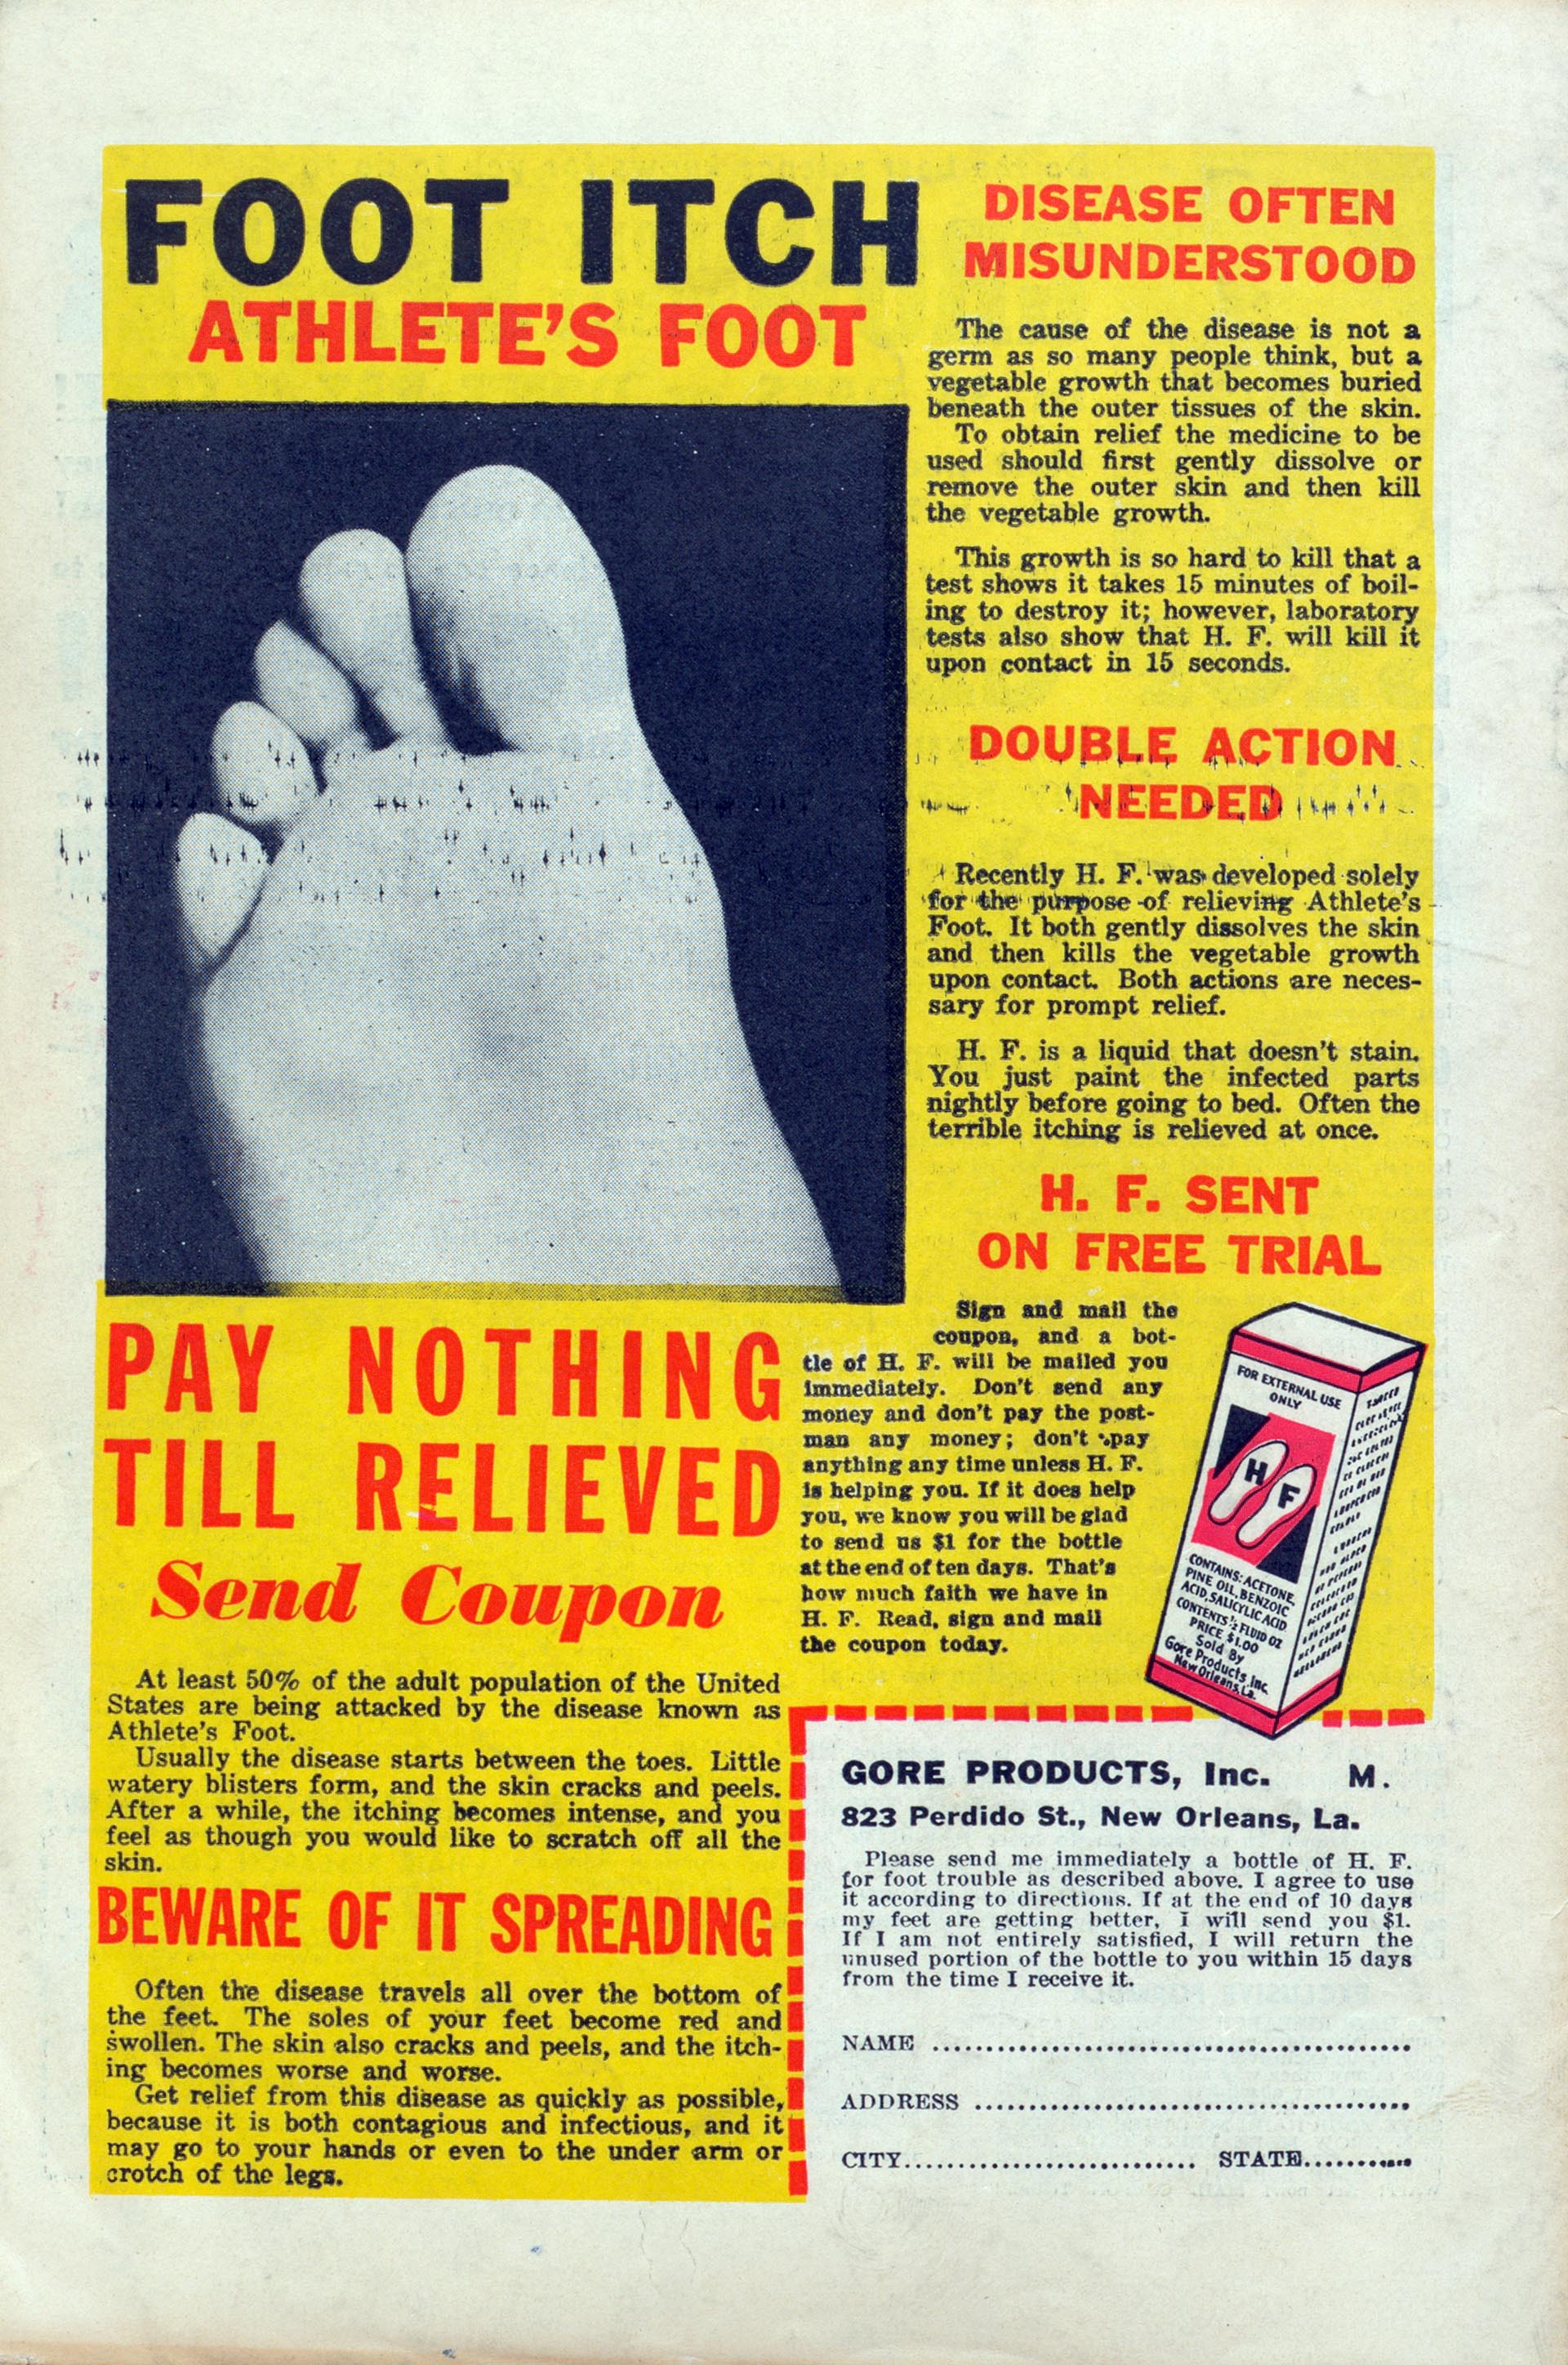 FOOT ITCH
ATHLETE'S FOOT
PAY NOTHING
TILL RELIEVED
Send Coupon
At least 50% of the adult population of the United
States are being attacked by the disease known as
Athlete's Foot.
Usually the disease starts between the toes. Little
watery blisters form, and the skin cracks and peels.
After a while, the itching becomes intense, and you
feel as though you would like to scratch off all the
skin.
BEWARE OF IT SPREADING
Often the disease travels all over the bottom of
the feet. The soles of your feet become red and
swollen. The skin also cracks and peels, and the itch-
ing becomes worse and worse.
Get relief from this disease as quickly as possible,
because it is both contagious and infectious, and it
may go to your hands or even to the under arm or
crotch of the legs.
DISEASE OFTEN
MISUNDERSTOOD
The cause of the disease is not a
germ as so many people think, but a
vegetable growth that becomes buried
beneath the outer tissues of the skin.
To obtain relief the medicine to be
used should first gently dissolve or
remove the outer skin and then kill
the vegetable growth.
This growth is so hard to kill that a
test shows it takes 15 minutes of boil-
ing to destroy it; however, laboratory
tests also show that H. F. will kill it
upon contact in 15 seconds.
DOUBLE ACTION
NEEDED
Recently H. F. was developed solely
for the purpose of relieving Athlete's
Foot. It both gently dissolves the skin
and then kills the vegetable growth
upon contact. Both actions are neces-
sary for prompt relief.
H. F. is a liquid that doesn't stain.
You just paint the infected parts
nightly before going to bed. Often the
terrible itching is relieved at once.
H. F. SENT
ON FREE TRIAL
Sign and mail the
coupon, and a bot-
tle of H. F. will be mailed you
immediately. Don't send any
money and don't pay the post-
man any money; don't pay
anything any time unless H. F.
is helping you. If it does help
you, we know you will be glad
to send us $1 for the bottle
at the end of ten days. That's
how much faith we have in
H. F. Read, sign and mail
the coupon today.
FOR EXTERNAL USE
ONLY
H F
CONTAINS: ACETONE,
PINE OIL, BENZOIC
ACID, SALICYLIC ACID
CONTENTS ½ FLUID OZ
PRICE $1.00
Sold By
Gore Products, Inc.
New Orleans, La.
GORE PRODUCTS, Inc. M.
823 Perdido St., New Orleans, La.
Please send me immediately a bottle of H. F.
for foot trouble as described above. I agree to use
it according to directions. If at the end of 10 days
my feet are getting better, I will send you $1.
If I am not entirely satisfied, I will return the
unused portion of the bottle to you within 15 days
from the time I receive it.
NAME ..........................................
ADDRESS ......................................
CITY.......................... STATE...........